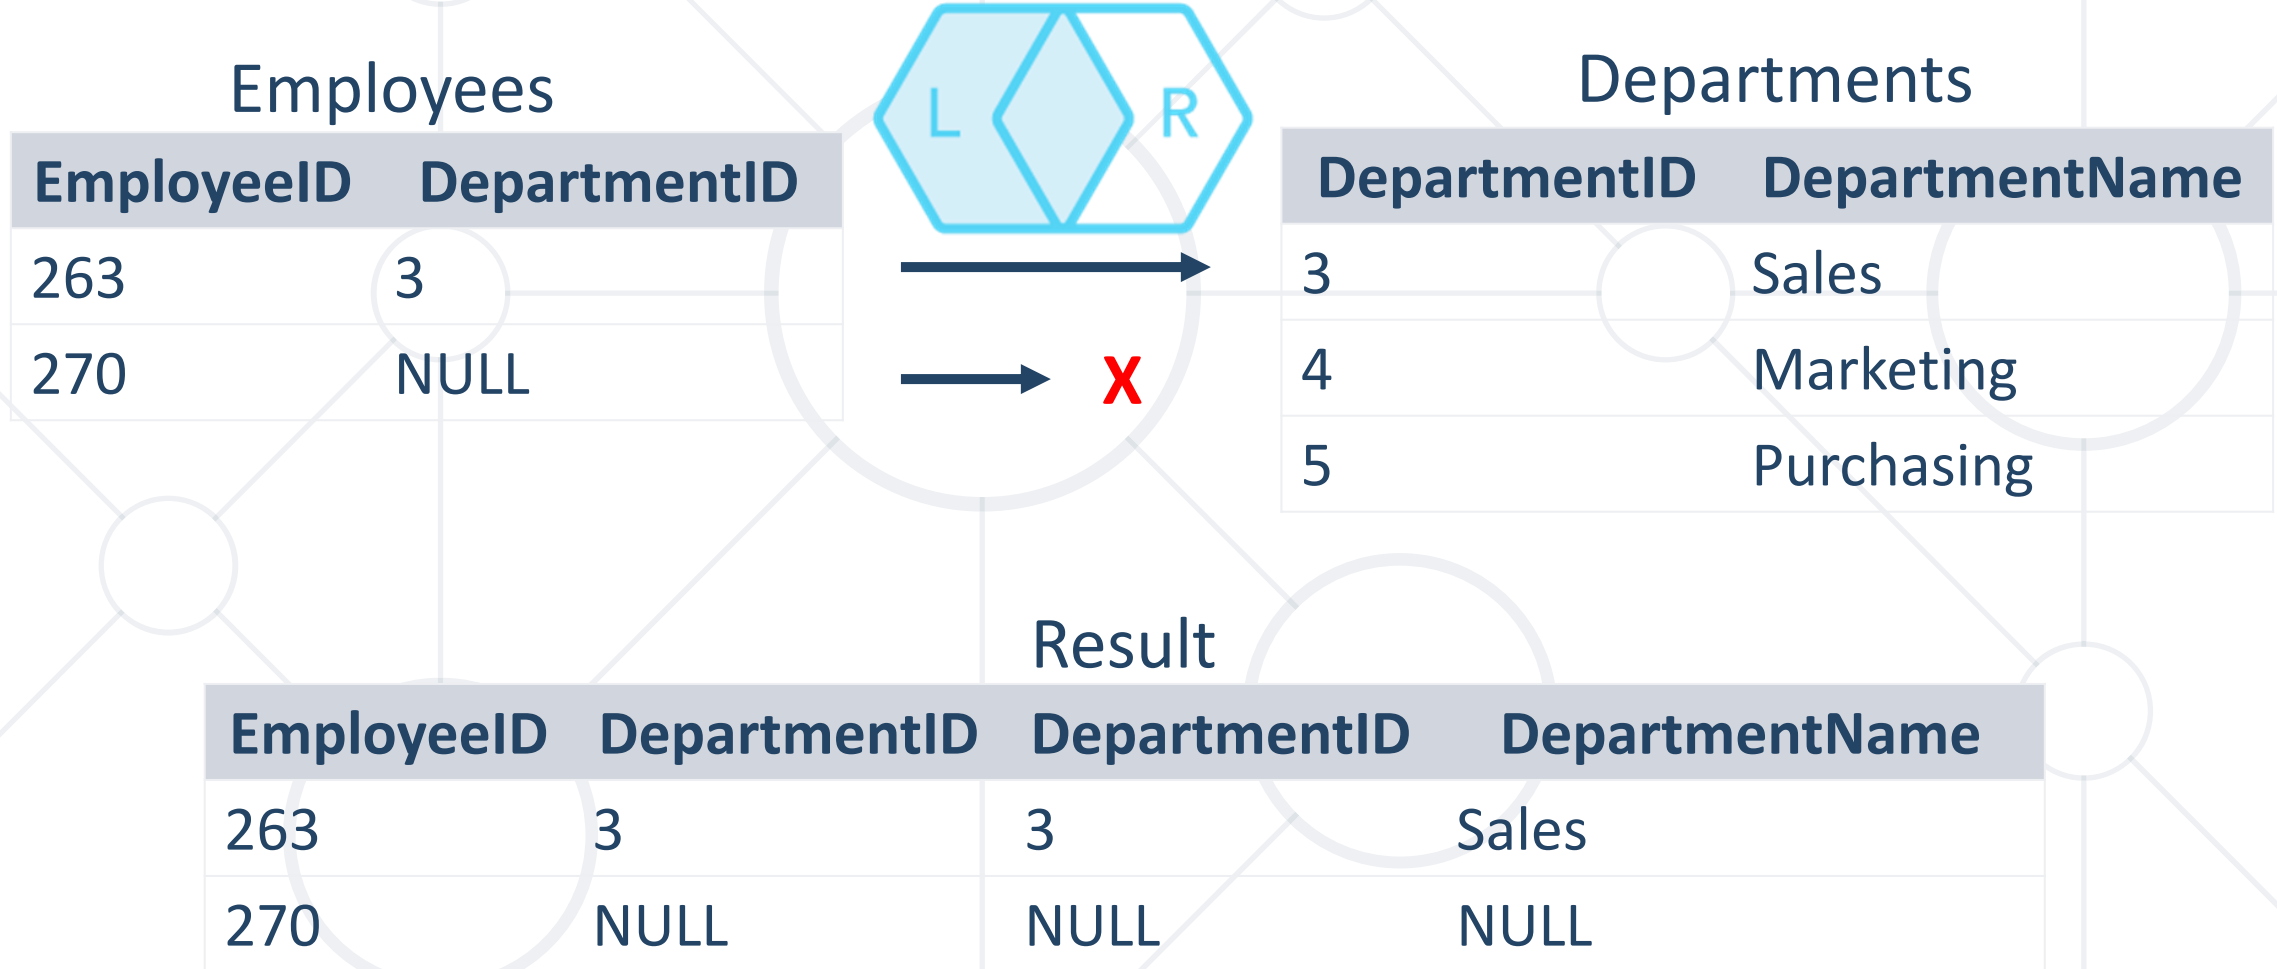 Employees
EmployeeID DepartmentID
263 3
270 NULL
L R
X
Departments
DepartmentID DepartmentName
3 Sales
4 Marketing
5 Purchasing
Result
EmployeeID DepartmentID DepartmentID DepartmentName
263 3 3 Sales
270 NULL NULL NULL